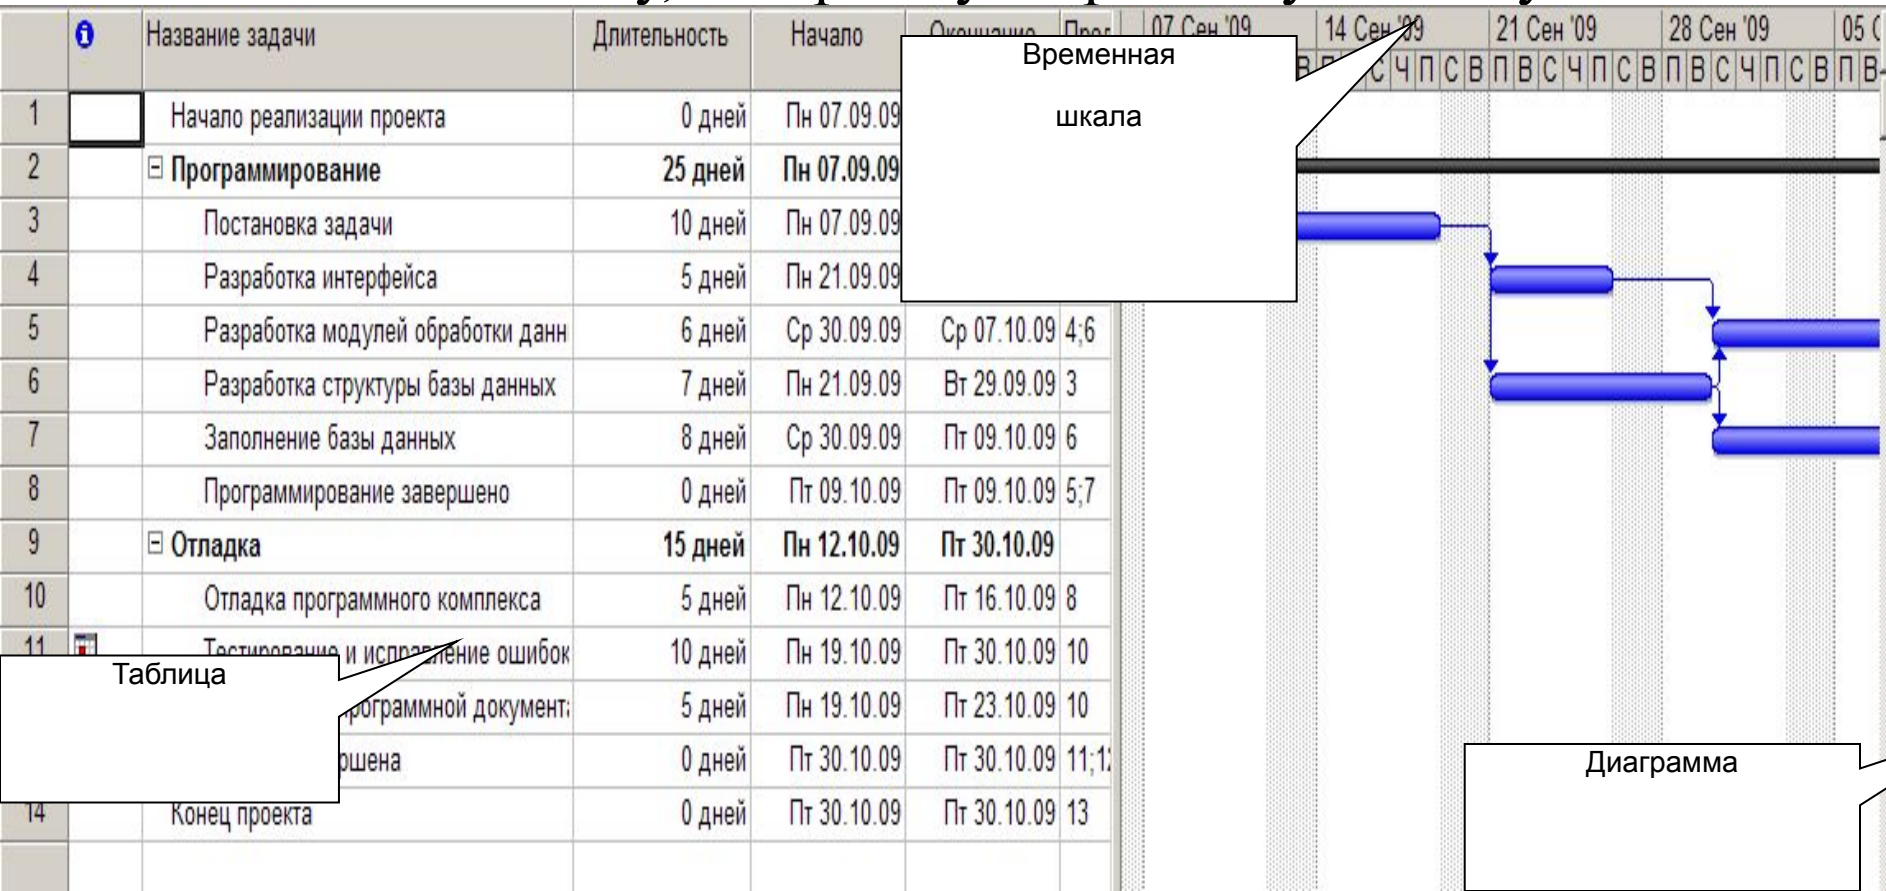 Название задачи Длительность Начало Окончание 07 Сен '09 14 Сен '09 21 Сен '09 28 Сен '09
В С Ч П С В П В С Ч П С В П В С Ч П С В П В
Временная
шкала
1 Начало реализации проекта 0 дней Пн 07.09.09
2 Программирование 25 дней Пн 07.09.09
3 Постановка задачи 10 дней Пн 07.09.09
4 Разработка интерфейса 5 дней Пн 21.09.09
5 Разработка модулей обработки данн 6 дней Ср 30.09.09 Ср 07.10.09 4;6
6 Разработка структуры базы данных 7 дней Пн 21.09.09 Вт 29.09.09 3
7 Заполнение базы данных 8 дней Ср 30.09.09 Пт 09.10.09 6
8 Программирование завершено 0 дней Пт 09.10.09 Пт 09.10.09 5;7
9 Отладка 15 дней Пн 12.10.09 Пт 30.10.09
10 Отладка программного комплекса 5 дней Пн 12.10.09 Пт 16.10.09 8
11 Тестирование и исправление ошибок 10 дней Пн 19.10.09 Пт 30.10.09 10
Таблица
программной документ 5 дней Пн 19.10.09 Пт 23.10.09 10
ршена 0 дней Пт 30.10.09 Пт 30.10.09 11;12
Диаграмма
14 Конец проекта 0 дней Пт 30.10.09 Пт 30.10.09 13